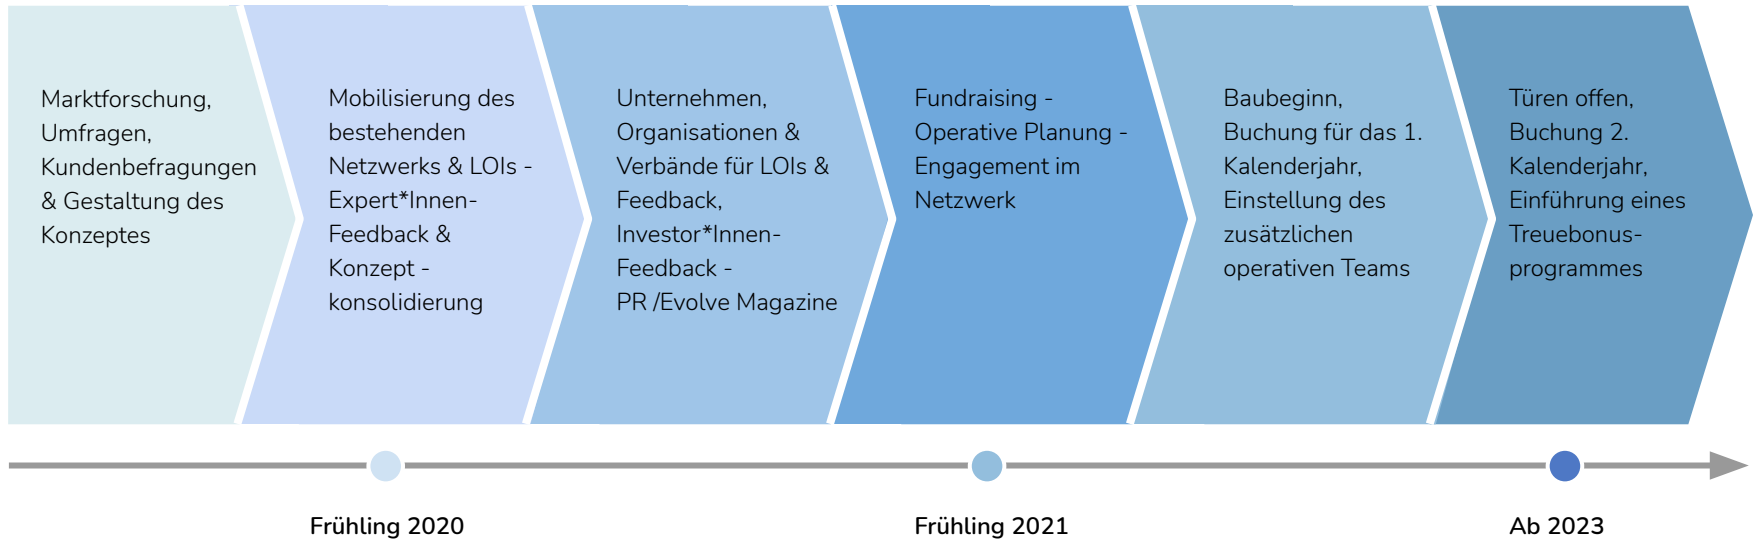 Marktforschung,
Umfragen,
Kundenbefragungen
& Gestaltung des
Konzeptes
Mobilisierung des
bestehenden
Netzwerks & LOIs -
Expert*Innen-
Feedback &
Konzept -
konsolidierung
Unternehmen,
Organisationen &
Verbände für LOIs &
Feedback,
Investor*Innen-
Feedback -
PR /Evolve Magazine
Fundraising -
Operative Planung -
Engagement im
Netzwerk
Baubeginn,
Buchung für das 1.
Kalenderjahr,
Einstellung des
zusätzlichen
operativen Teams
Türen offen,
Buchung 2.
Kalenderjahr,
Einführung eines
Treuebonus-
programmes
Frühling 2020
Frühling 2021
Ab 2023